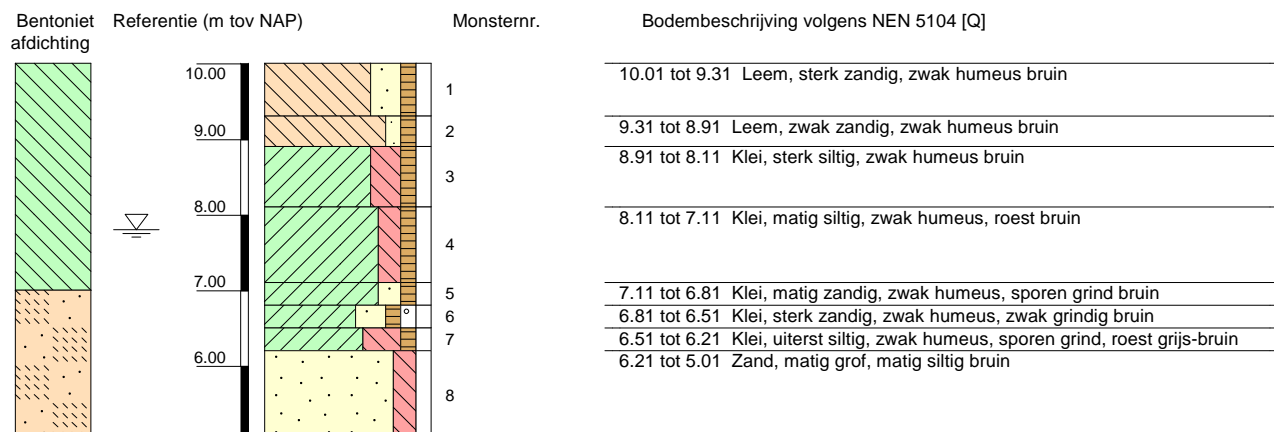 Bentoniet Referentie (m tov NAP) Monsternr. Bodembeschrijving volgens NEN 5104 [Q]
afdichting
10.00 10.01 tot 9.31 Leem, sterk zandig, zwak humeus bruin
1
9.00 2 9.31 tot 8.91 Leem, zwak zandig, zwak humeus bruin
8.91 tot 8.11 Klei, sterk siltig, zwak humeus bruin
3
8.00 8.11 tot 7.11 Klei, matig siltig, zwak humeus, roest bruin
4
7.00 5 7.11 tot 6.81 Klei, matig zandig, zwak humeus, sporen grind bruin
6 6.81 tot 6.51 Klei, sterk zandig, zwak humeus, zwak grindig bruin
7 6.51 tot 6.21 Klei, uiterst siltig, zwak humeus, sporen grind, roest grijs-bruin
6.00 6.21 tot 5.01 Zand, matig grof, matig siltig bruin
8